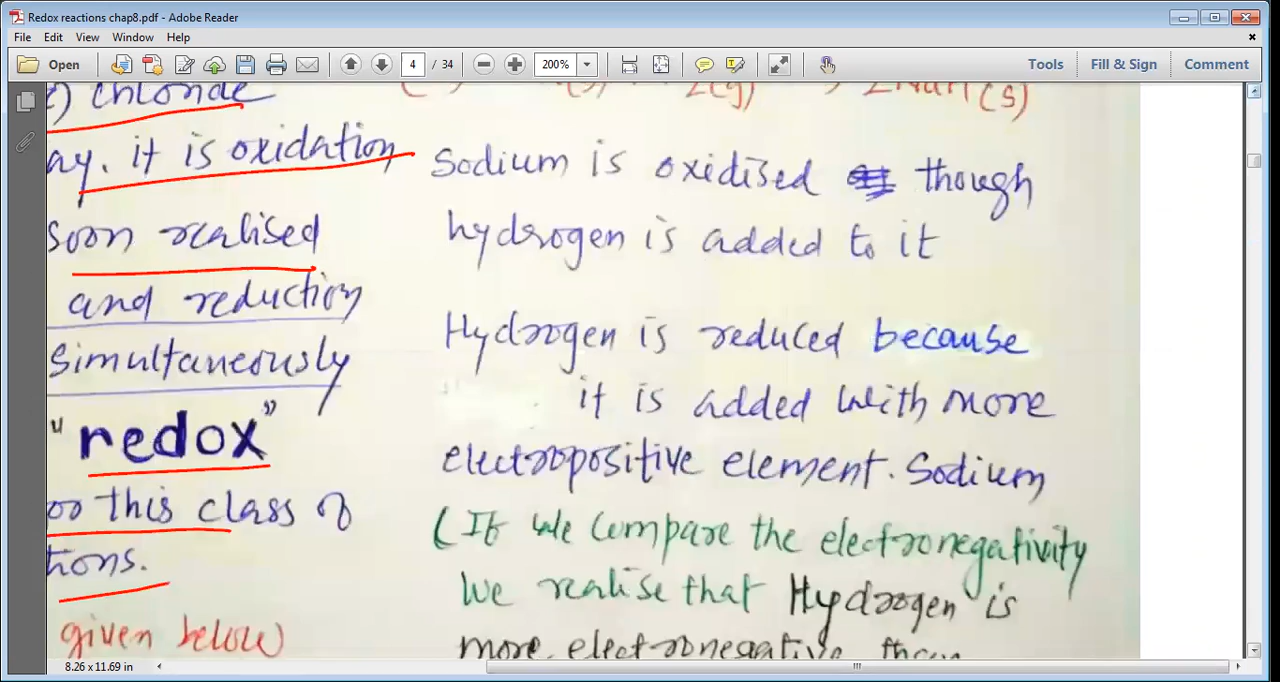 Redox reactions chap8.pdf - Adobe Reader
File Edit View Window Help
Open 4 / 34 200% Tools Fill & Sign Comment
chloride
ay. it is oxidation
soon realised
and reduction
simultaneously
"redox"
this class of
tions.
given below
(s)
Sodium is oxidised though
hydrogen is added to it
Hydrogen is reduced because
it is added with more
electropositive element. Sodium
(If we compare the electronegativity
We realise that Hydrogen is
more electronegative than
8.26 x 11.69 in